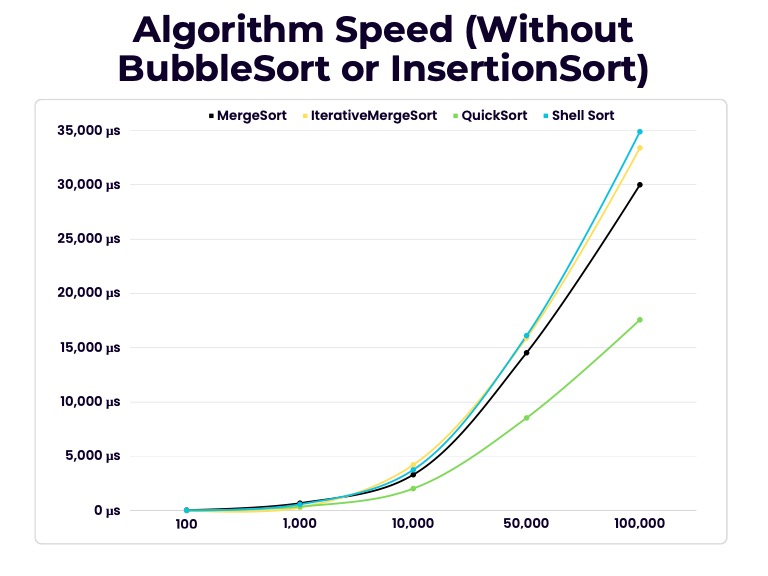 Algorithm Speed (Without
BubbleSort or InsertionSort)
MergeSort IterativeMergeSort QuickSort Shell Sort
35,000 µs
30,000 µs
25,000 µs
20,000 µs
15,000 µs
10,000 µs
5,000 µs
0 µs
100 1,000 10,000 50,000 100,000